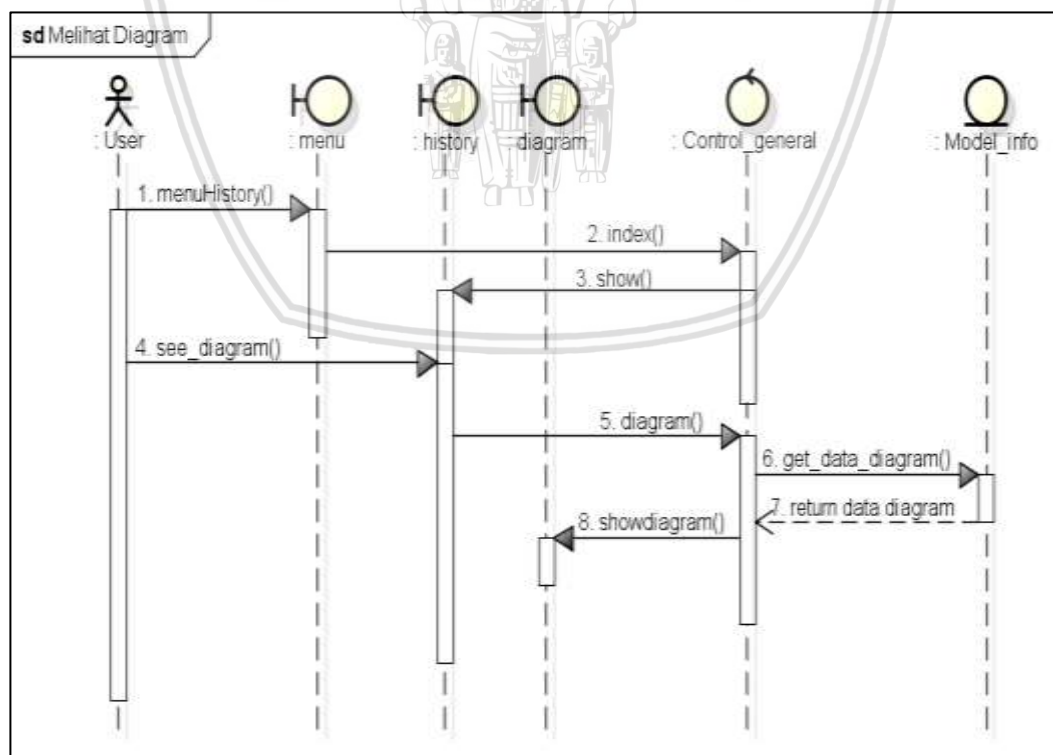 sd Melihat Diagram
: User
: menu
: history
diagram
: Control_general
: Model_info
1. menuHistory()
2. index()
3. show()
4. see_diagram()
5. diagram()
6. get_data_diagram()
7. return data diagram
8. showdiagram()